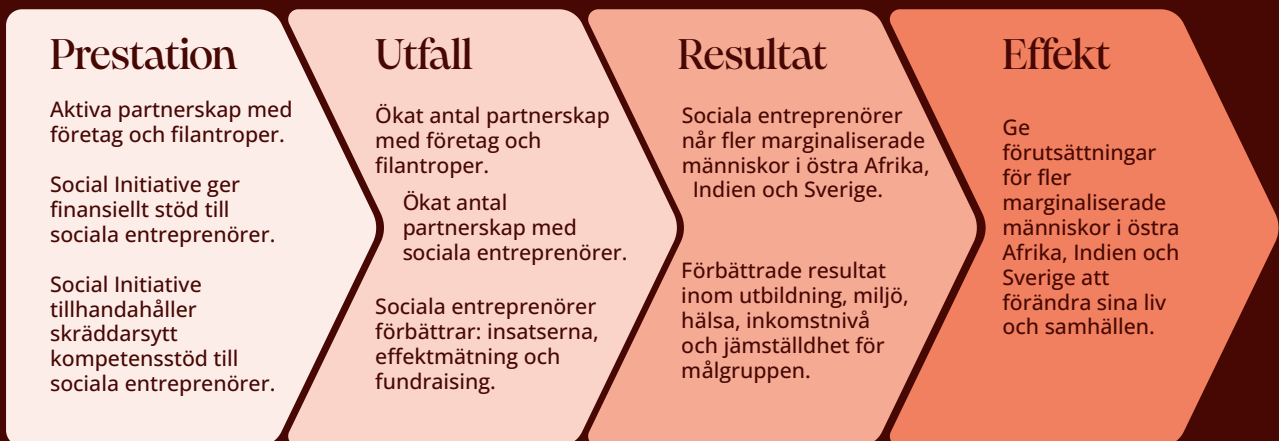 Prestation
Aktiva partnerskap med
företag och filantroper.
Social Initiative ger
finansiellt stöd till
sociala entreprenörer.
Social Initiative
tillhandahåller
skräddarsytt
kompetensstöd till
sociala entreprenörer.
Utfall
Ökat antal partnerskap
med företag och
filantroper.
Ökat antal
partnerskap med
sociala entreprenörer.
Sociala entreprenörer
förbättrar: insatserna,
effektmätning och
fundraising.
Resultat
Sociala entreprenörer
når fler marginaliserade
människor i östra Afrika,
Indien och Sverige.
Förbättrade resultat
inom utbildning, miljö,
hälsa, inkomstnivå
och jämställdhet för
målgruppen.
Effekt
Ge
förutsättningar
för fler
marginaliserade
människor i östra
Afrika, Indien och
Sverige att
förändra sina liv
och samhällen.